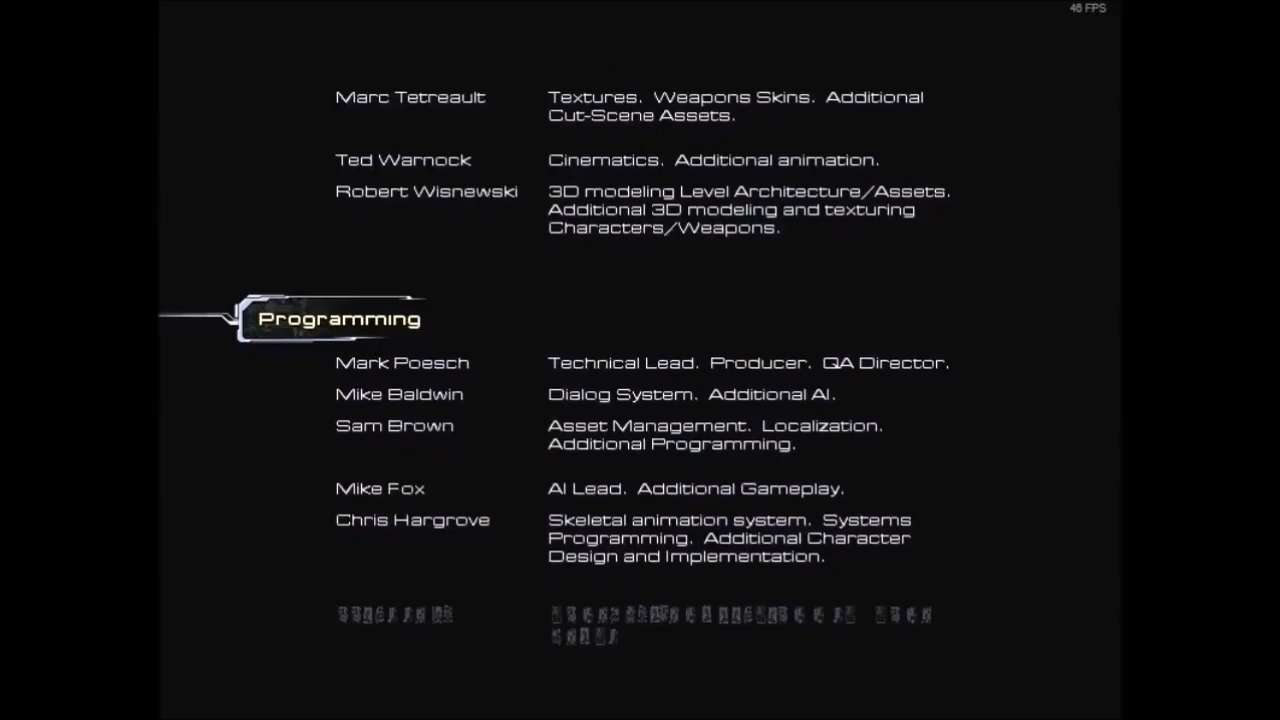 46 FPS
Marc Tetreault Textures. Weapons Skins. Additional
Cut-Scene Assets.
Ted Warnock Cinematics. Additional animation.
Robert Wisnewski 3D modeling Level Architecture/Assets.
Additional 3D modeling and texturing
Characters/Weapons.
Programming
Mark Poesch Technical Lead. Producer. QA Director.
Mike Baldwin Dialog System. Additional AI.
Sam Brown Asset Management. Localization.
Additional Programming.
Mike Fox AI Lead. Additional Gameplay.
Chris Hargrove Skeletal animation system. Systems
Programming. Additional Character
Design and Implementation.